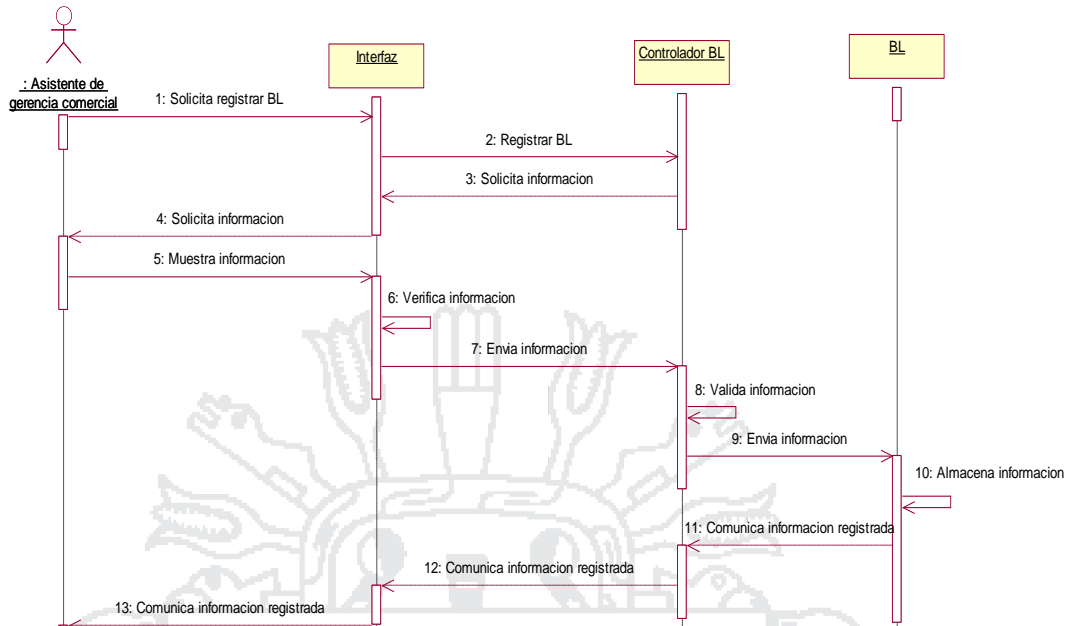 Interfaz
Controlador BL
BL
: Asistente de
gerencia comercial
1: Solicita registrar BL
2: Registrar BL
3: Solicita informacion
4: Solicita informacion
5: Muestra informacion
6: Verifica informacion
7: Envia informacion
8: Valida informacion
9: Envia informacion
10: Almacena informacion
11: Comunica informacion registrada
12: Comunica informacion registrada
13: Comunica informacion registrada